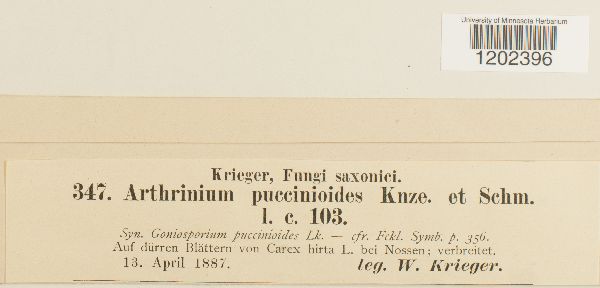 University of Minnesota Herbarium
1202396
Krieger, Fungi saxonici.
347. Arthrinium puccinioides Knze. et Schm.
l. c. 103.
Syn. Goniosporium puccinioides Lk. — cfr. Fckl. Symb. p. 356.
Auf dürren Blättern von Carex hirta L. bei Nossen; verbreitet.
13. April 1887. leg. W. Krieger.